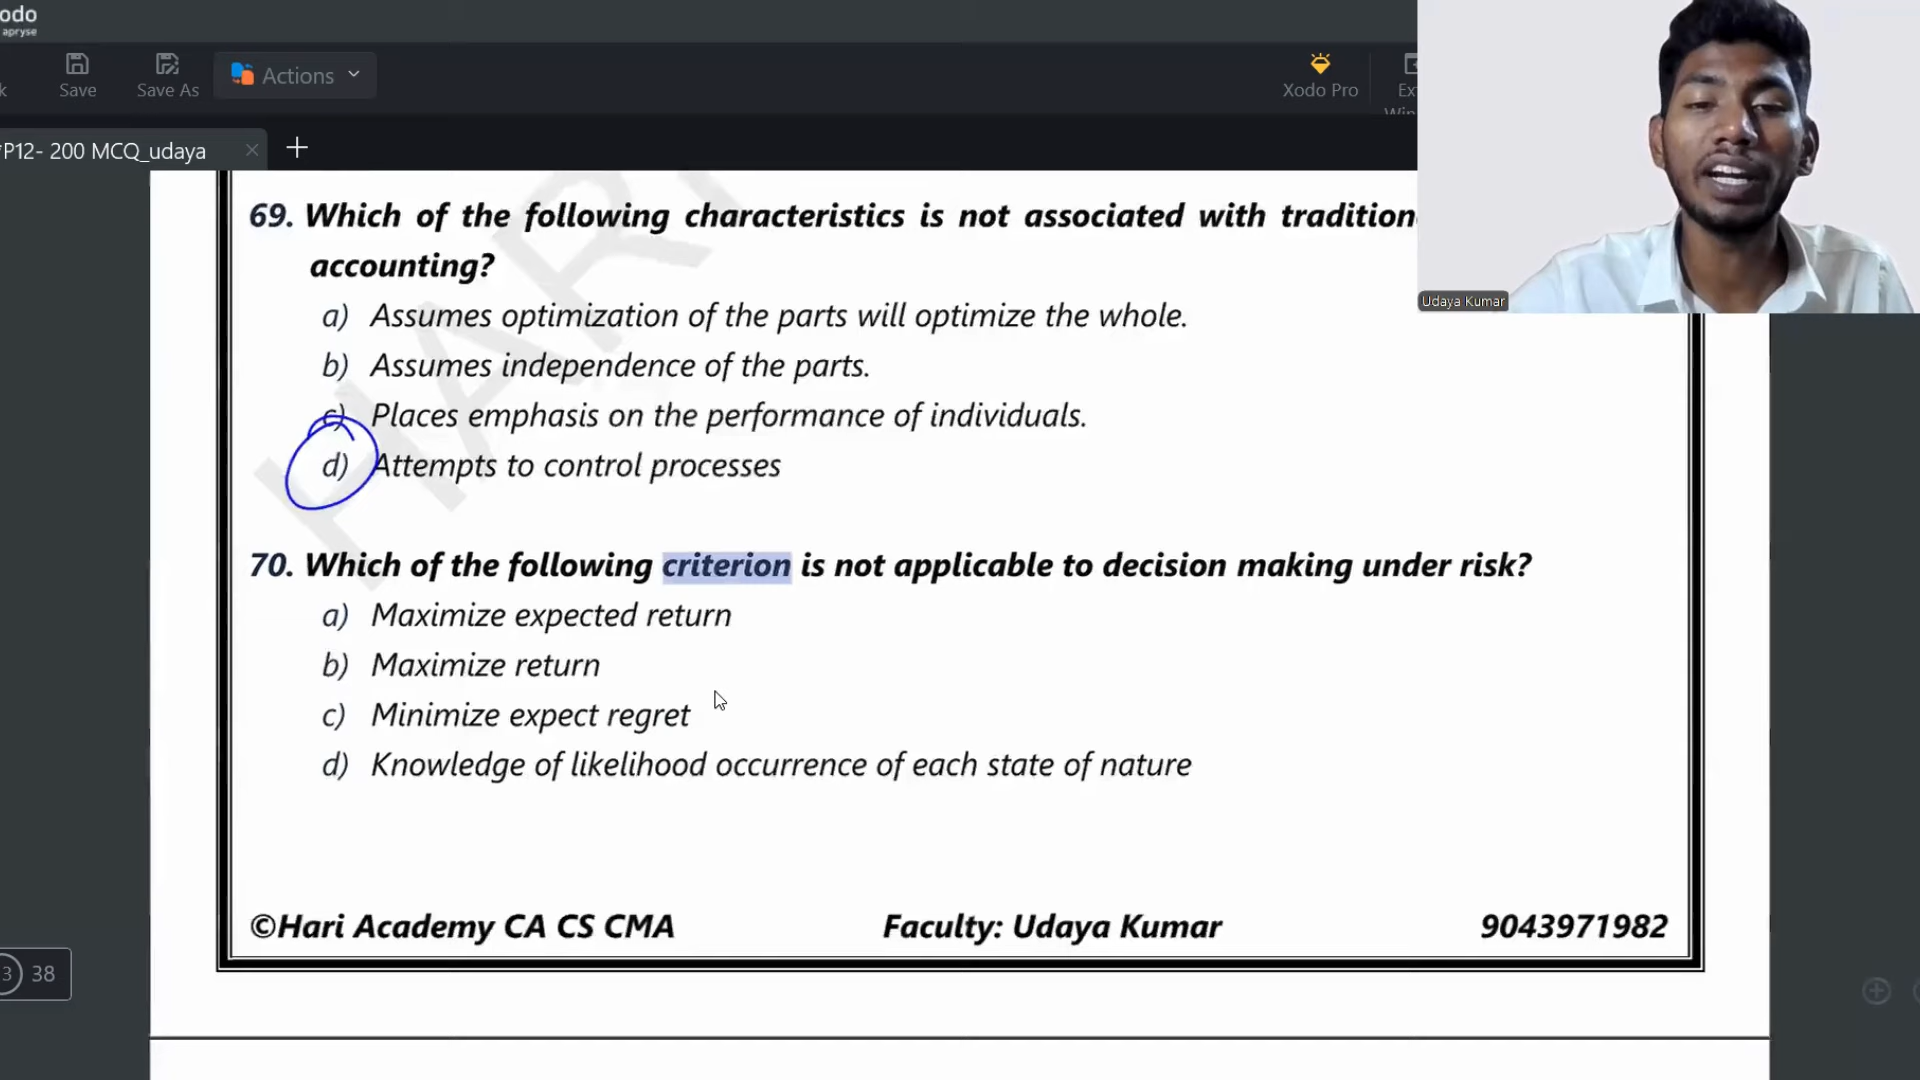 odo
apryse
Save
Save As
Actions
Xodo Pro
P12- 200 MCQ_udaya
69. Which of the following characteristics is not associated with
accounting?
a) Assumes optimization of the parts will optimize the whole.
b) Assumes independence of the parts.
c) Places emphasis on the performance of individuals.
d) Attempts to control processes
Udaya Kumar
70. Which of the following criterion is not applicable to decision making under risk?
a) Maximize expected return
b) Maximize return
c) Minimize expect regret
d) Knowledge of likelihood occurrence of each state of nature
©Hari Academy CA CS CMA Faculty: Udaya Kumar 9043971982
3 38
HARI